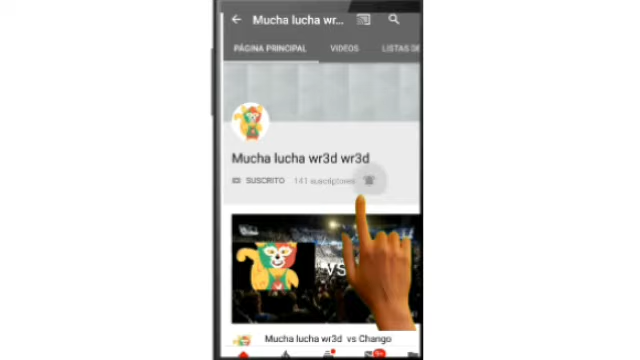 Mucha lucha wr...
PÁGINA PRINCIPAL VIDEOS LISTAS DE
Mucha lucha wr3d wr3d
SUSCRITO 141 suscriptores
VS
Mucha lucha wr3d vs Chango
9+